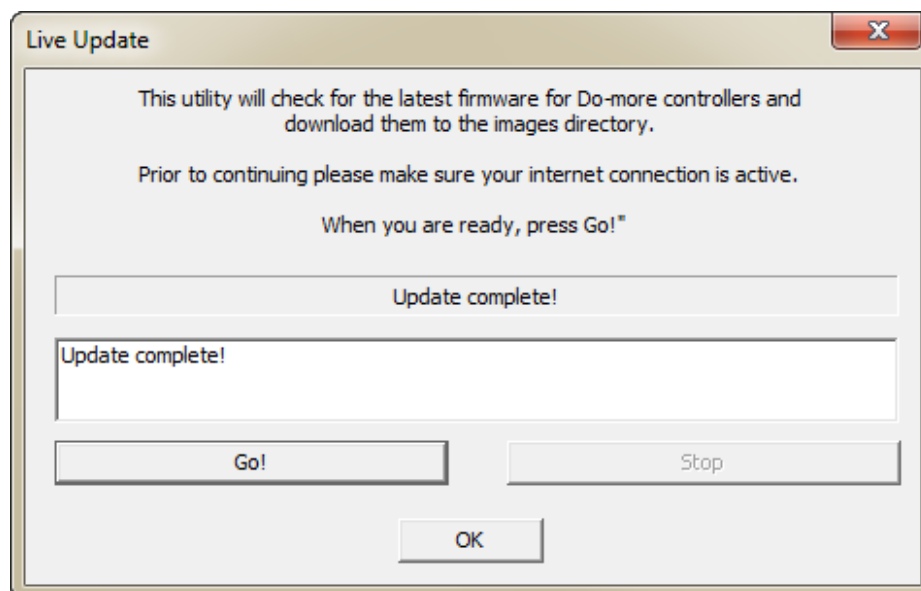 Live Update
This utility will check for the latest firmware for Do-more controllers and
download them to the images directory.
Prior to continuing please make sure your internet connection is active.
When you are ready, press Go!"
Update complete!
Update complete!
Go!
Stop
OK